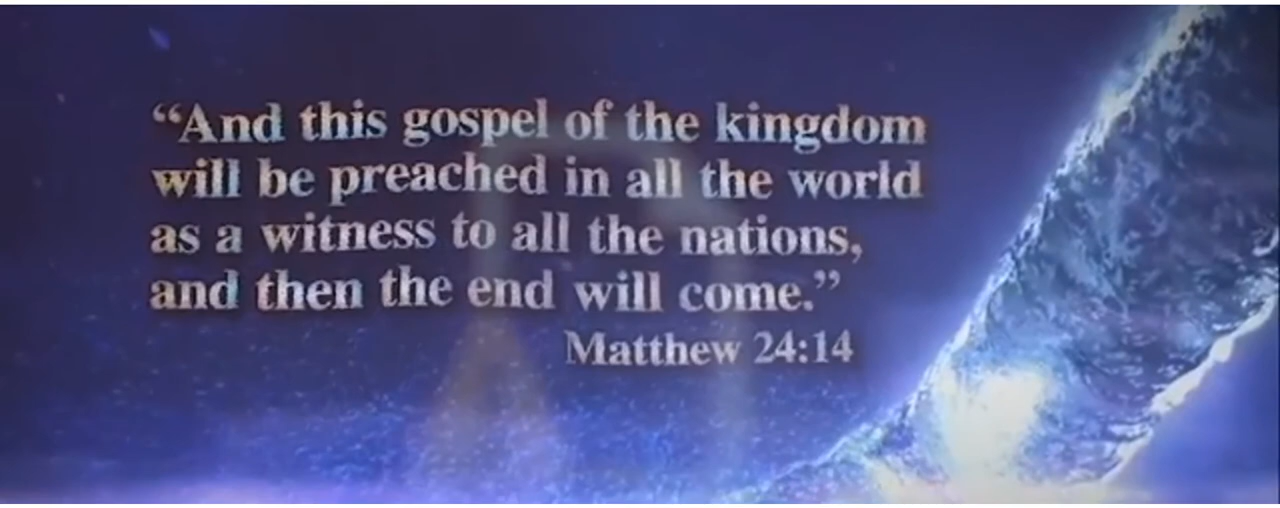 “And this gospel of the kingdom
will be preached in all the world
as a witness to all the nations,
and then the end will come.”
Matthew 24:14